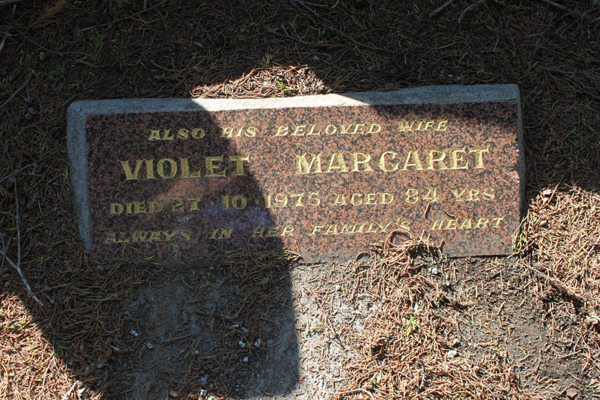 ALSO HIS BELOVED WIFE
VIOLET MARGARET
DIED 27. 10. 1975 AGED 84 YRS
ALWAYS IN HER FAMILY'S HEART